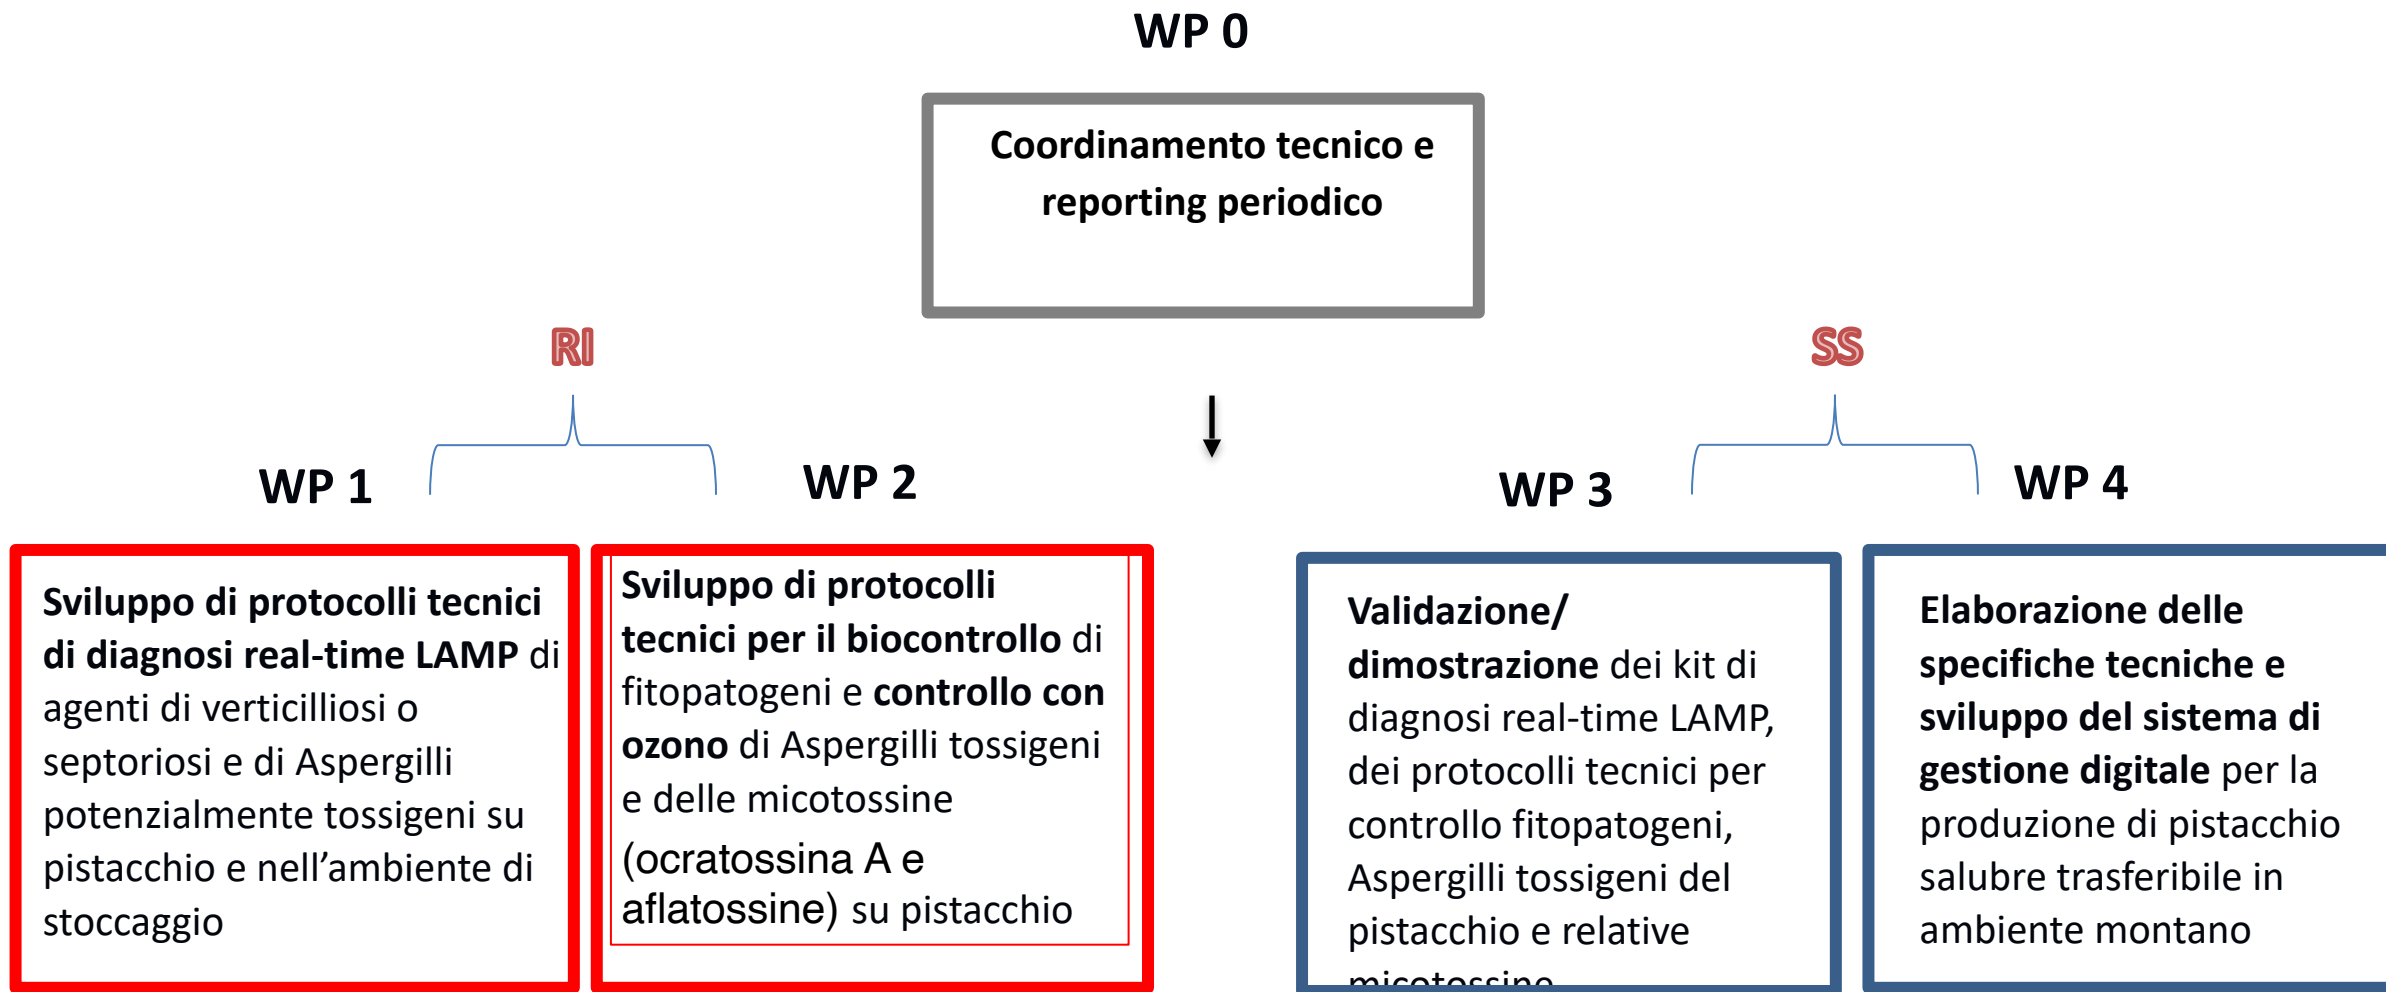 WP 0
Coordinamento tecnico e
reporting periodico
RI
SS
WP 1
WP 2
WP 3
WP 4
Sviluppo di protocolli tecnici
di diagnosi real-time LAMP di
agenti di verticilliosi o
septoriosi e di Aspergilli
potenzialmente tossigeni su
pistacchio e nell’ambiente di
stoccaggio
Sviluppo di protocolli
tecnici per il biocontrollo di
fitopatogeni e controllo con
ozono di Aspergilli tossigeni
e delle micotossine
(ocratossina A e
aflatossine) su pistacchio
Validazione/
dimostrazione dei kit di
diagnosi real-time LAMP,
dei protocolli tecnici per
controllo fitopatogeni,
Aspergilli tossigeni del
pistacchio e relative
micotossine
Elaborazione delle
specifiche tecniche e
sviluppo del sistema di
gestione digitale per la
produzione di pistacchio
salubre trasferibile in
ambiente montano